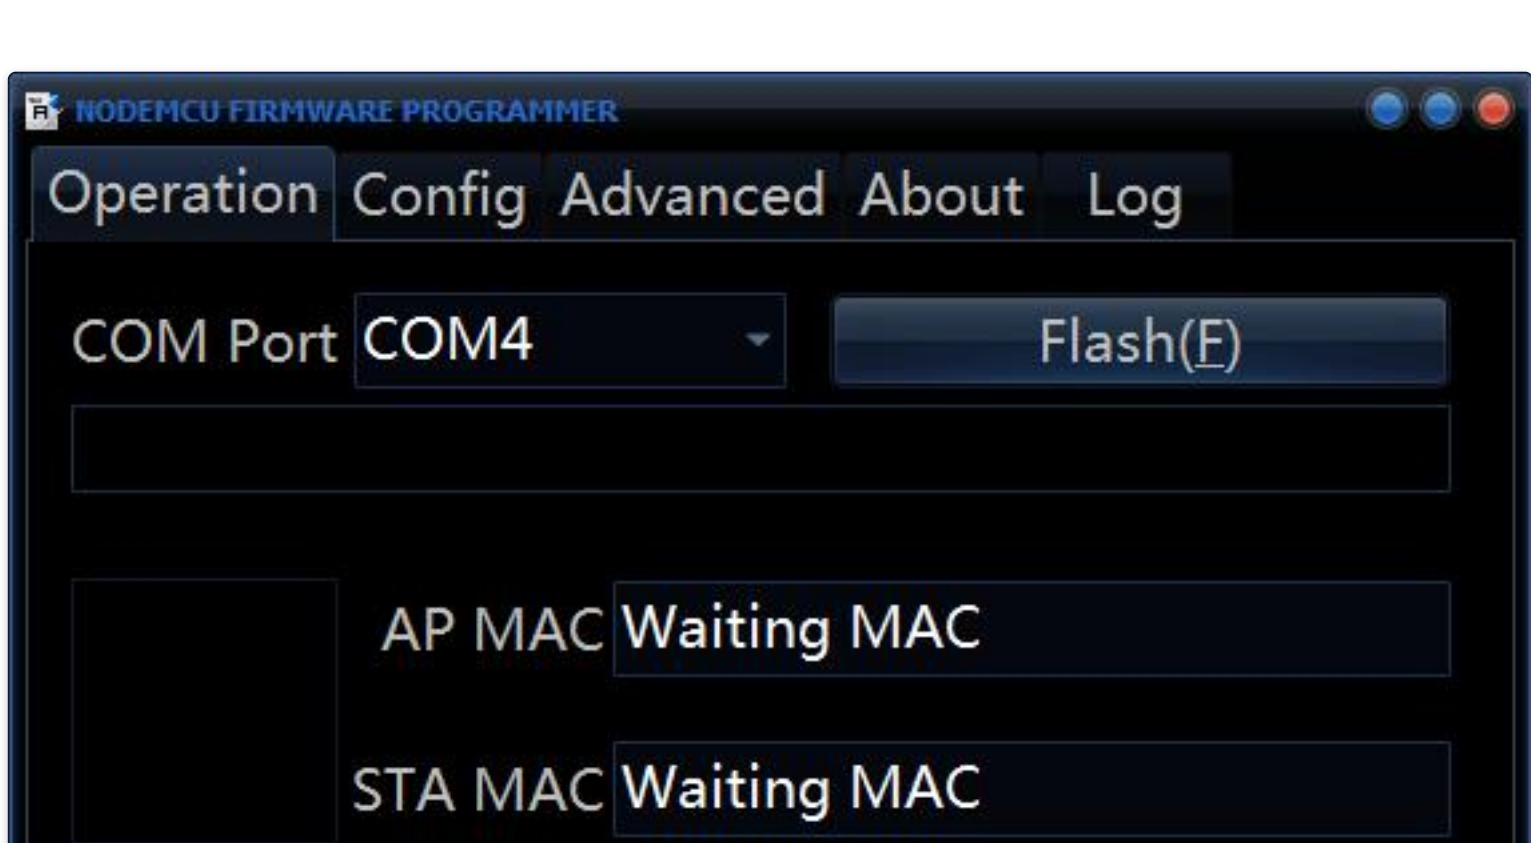 NODEMCU FIRMWARE PROGRAMMER
Operation Config Advanced About Log
COM Port COM4 Flash(F)
AP MAC Waiting MAC
STA MAC Waiting MAC